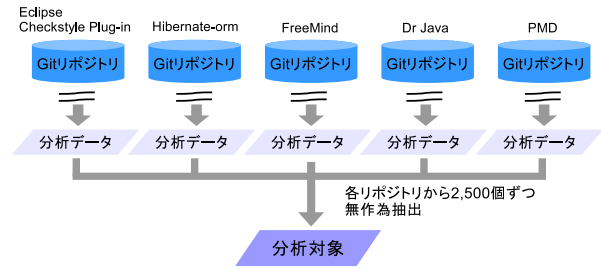 Eclipse
Checkstyle Plug-in
Hibernate-orm
FreeMind
Dr Java
PMD
Gitリポジトリ
Gitリポジトリ
Gitリポジトリ
Gitリポジトリ
Gitリポジトリ
分析データ
分析データ
分析データ
分析データ
分析データ
各リポジトリから2,500個ずつ
無作為抽出
分析対象